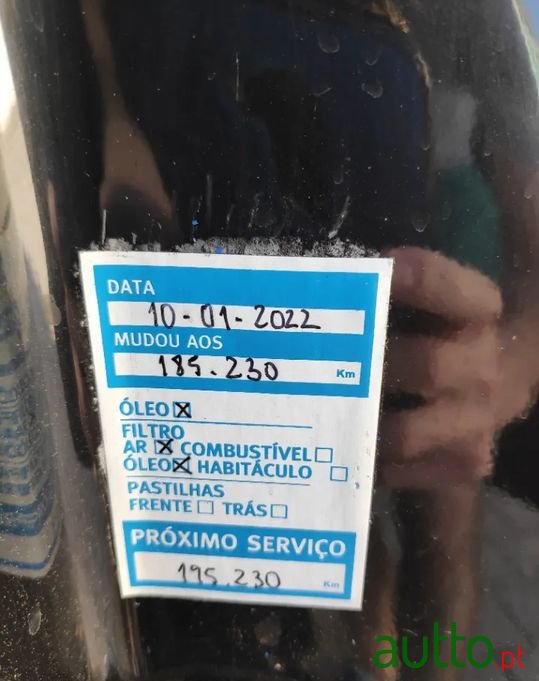 DATA
10-01-2022
MUDOU AOS
185.230 Km
ÓLEO X
FILTRO
AR X COMBUSTÍVEL
ÓLEO X HABITÁCULO
PASTILHAS
FRENTE TRÁS
PRÓXIMO SERVIÇO
195.230 Km
autto.pt